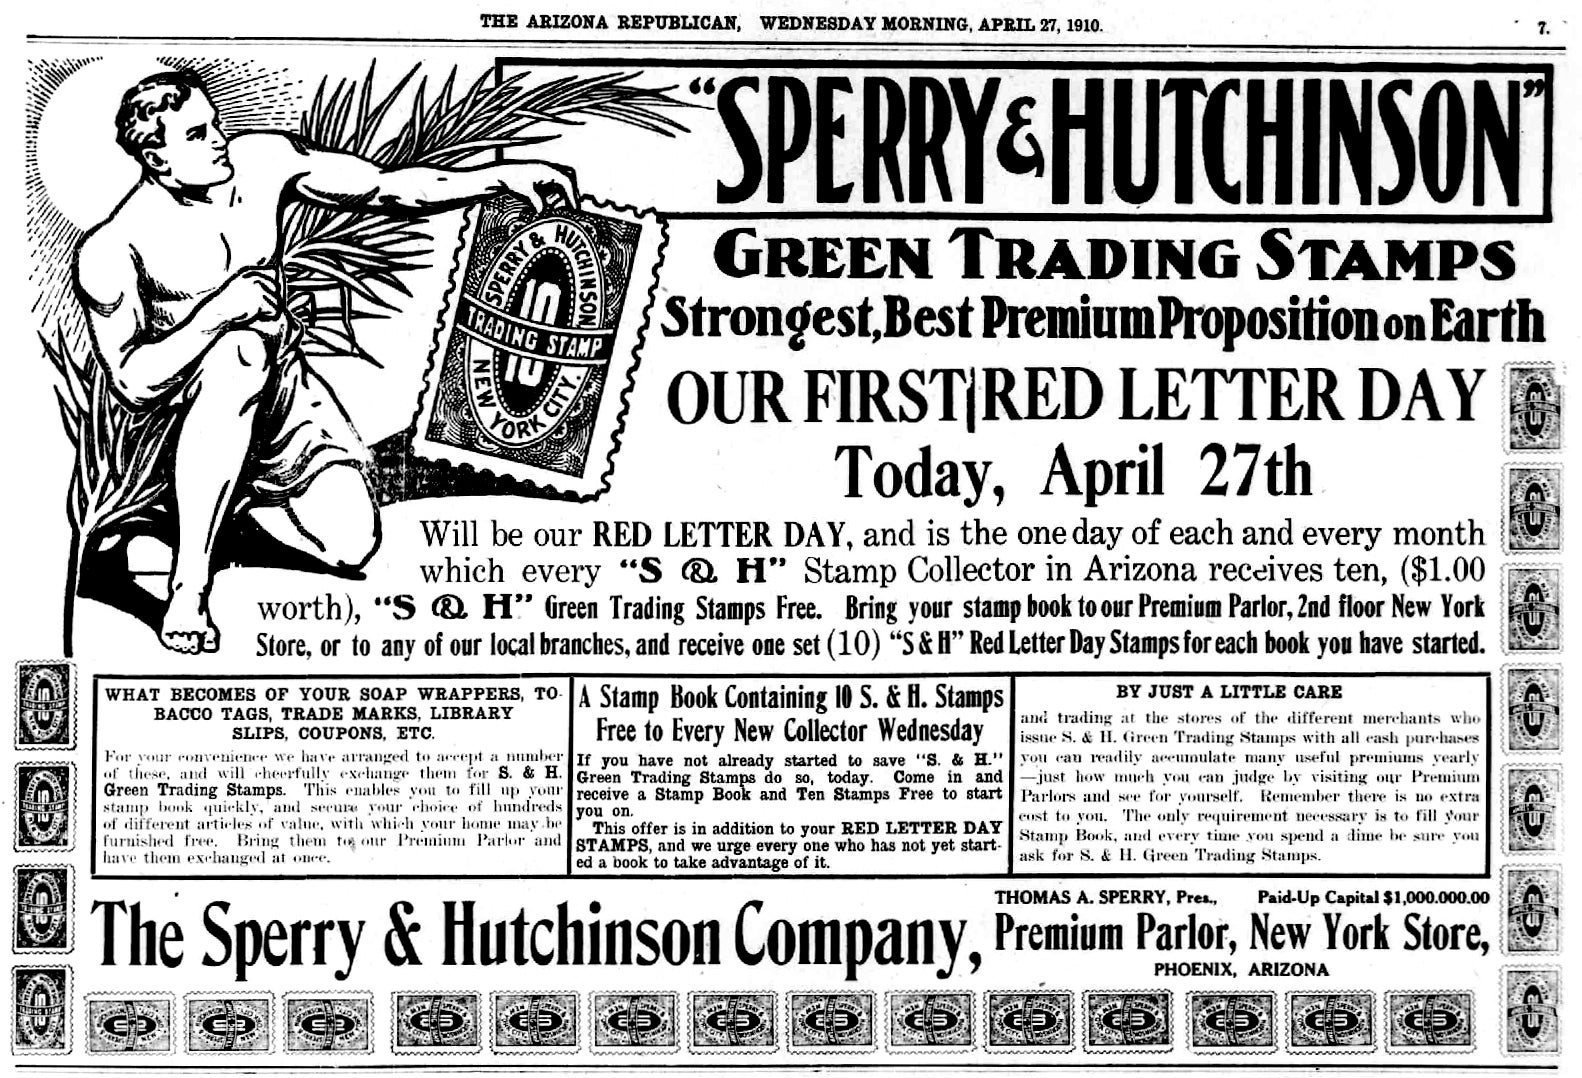 THE ARIZONA REPUBLICAN, WEDNESDAY MORNING, APRIL 27, 1910.
7.
"SPERRY & HUTCHINSON"
GREEN TRADING STAMPS
Strongest, Best Premium Proposition on Earth
OUR FIRST RED LETTER DAY
Today, April 27th
SPERRY & HUTCHINSON
10
TRADING STAMP
10
NEW YORK CITY.
Will be our RED LETTER DAY, and is the one day of each and every month
which every "S & H" Stamp Collector in Arizona receives ten, ($1.00
worth), "S & H" Green Trading Stamps Free. Bring your stamp book to our Premium Parlor, 2nd floor New York
Store, or to any of our local branches, and receive one set (10) "S & H" Red Letter Day Stamps for each book you have started.
WHAT BECOMES OF YOUR SOAP WRAPPERS, TO-
BACCO TAGS, TRADE MARKS, LIBRARY
SLIPS, COUPONS, ETC.
For your convenience we have arranged to accept a number
of these, and will cheerfully exchange them for S. & H.
Green Trading Stamps. This enables you to fill up your
stamp book quickly, and secure your choice of hundreds
of different articles of value, with which your home may be
furnished free. Bring them to our Premium Parlor and
have them exchanged at once.
A Stamp Book Containing 10 S. & H. Stamps
Free to Every New Collector Wednesday
If you have not already started to save "S. & H."
Green Trading Stamps do so, today. Come in and
receive a Stamp Book and Ten Stamps Free to start
you on.
This offer is in addition to your RED LETTER DAY
STAMPS, and we urge every one who has not yet start-
ed a book to take advantage of it.
BY JUST A LITTLE CARE
and trading at the stores of the different merchants who
issue S. & H. Green Trading Stamps with all cash purchases
you can readily accumulate many useful premiums yearly
—just how much you can judge by visiting our Premium
Parlors and see for yourself. Remember there is no extra
cost to you. The only requirement necessary is to fill your
Stamp Book, and every time you spend a dime be sure you
ask for S. & H. Green Trading Stamps.
The Sperry & Hutchinson Company,
THOMAS A. SPERRY, Pres., Paid-Up Capital $1,000.000.00
Premium Parlor, New York Store,
PHOENIX, ARIZONA